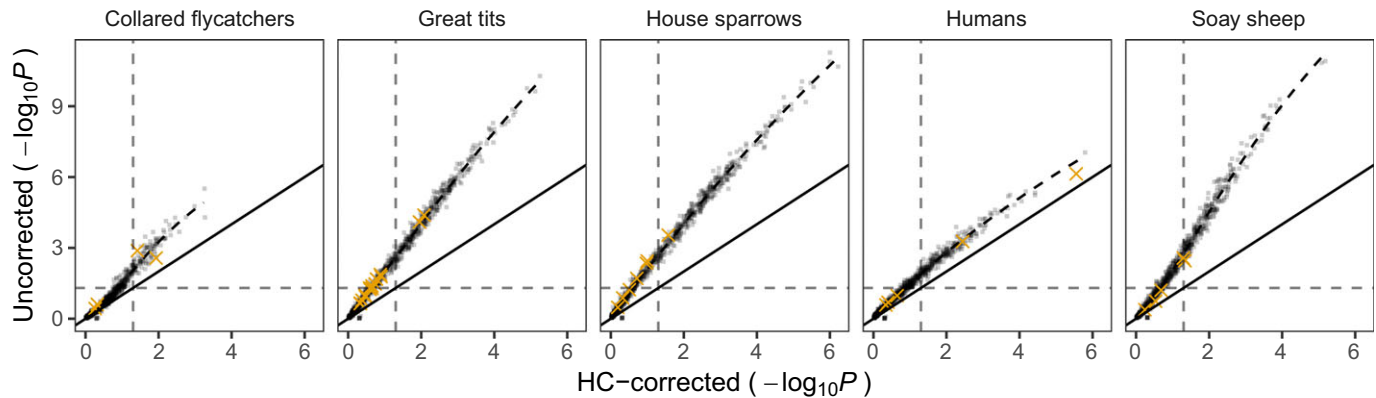 Collared flycatchers Great tits House sparrows Humans Soay sheep
Uncorrected ( −log10P )
9
6
3
0
0 2 4 6 0 2 4 6 0 2 4 6 0 2 4 6 0 2 4 6
HC−corrected ( −log10P )